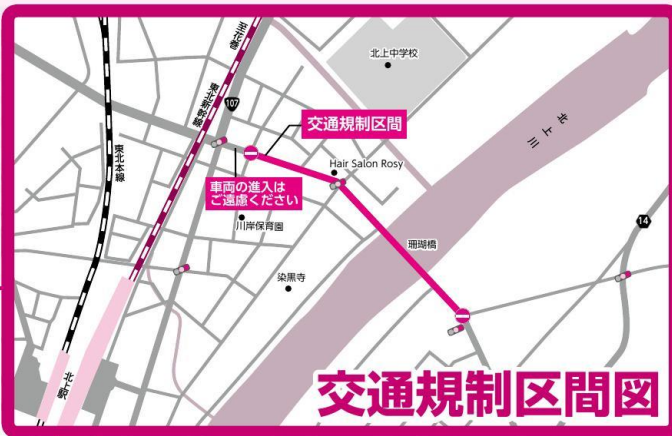 至花巻
東北新幹線
東北本線
107
北上中学校
交通規制区間
Hair Salon Rosy
車両の進入は
ご遠慮ください
川岸保育園
染黒寺
珊瑚橋
北上川
14
北上駅
交通規制区間図